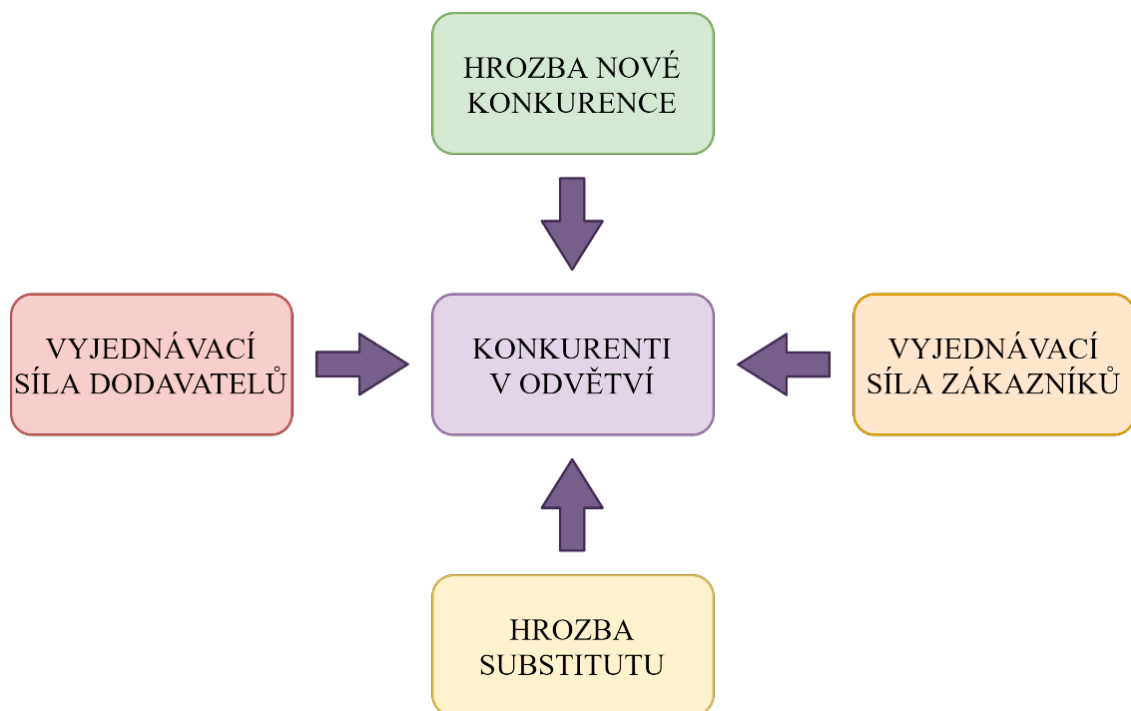 HROZBA NOVÉ
KONKURENCE
VYJEDNÁVACÍ
SÍLA DODAVATELŮ
KONKURENTI
V ODVĚTVÍ
VYJEDNÁVACÍ
SÍLA ZÁKAZNÍKŮ
HROZBA
SUBSTITUTU